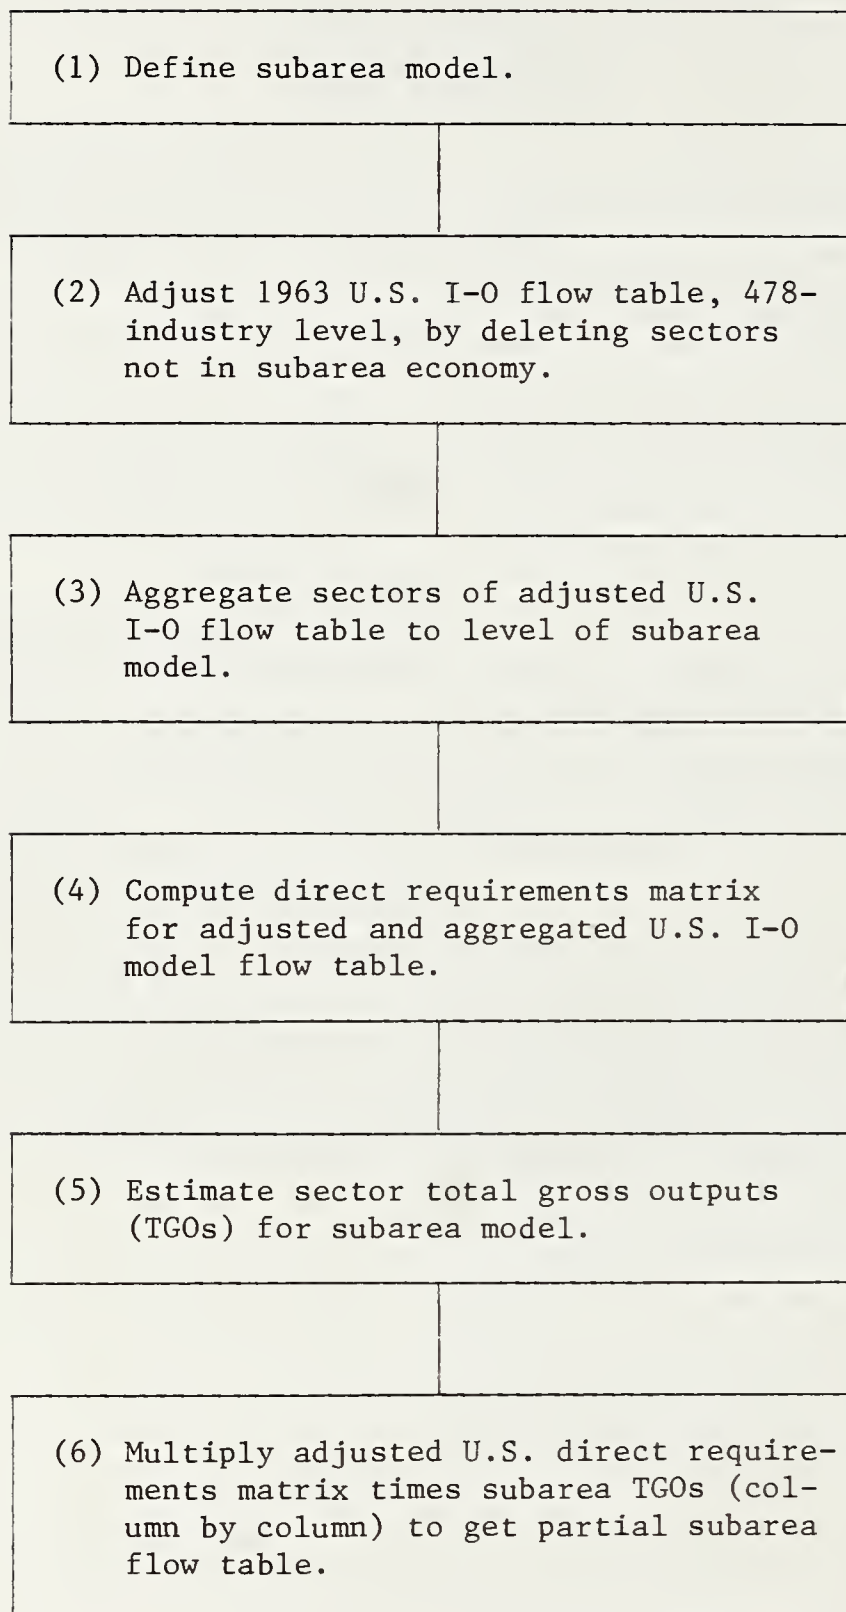 (1) Define subarea model.
(2) Adjust 1963 U.S. I-O flow table, 478-
industry level, by deleting sectors
not in subarea economy.
(3) Aggregate sectors of adjusted U.S.
I-O flow table to level of subarea
model.
(4) Compute direct requirements matrix
for adjusted and aggregated U.S. I-O
model flow table.
(5) Estimate sector total gross outputs
(TGOs) for subarea model.
(6) Multiply adjusted U.S. direct require-
ments matrix times subarea TGOs (col-
umn by column) to get partial subarea
flow table.